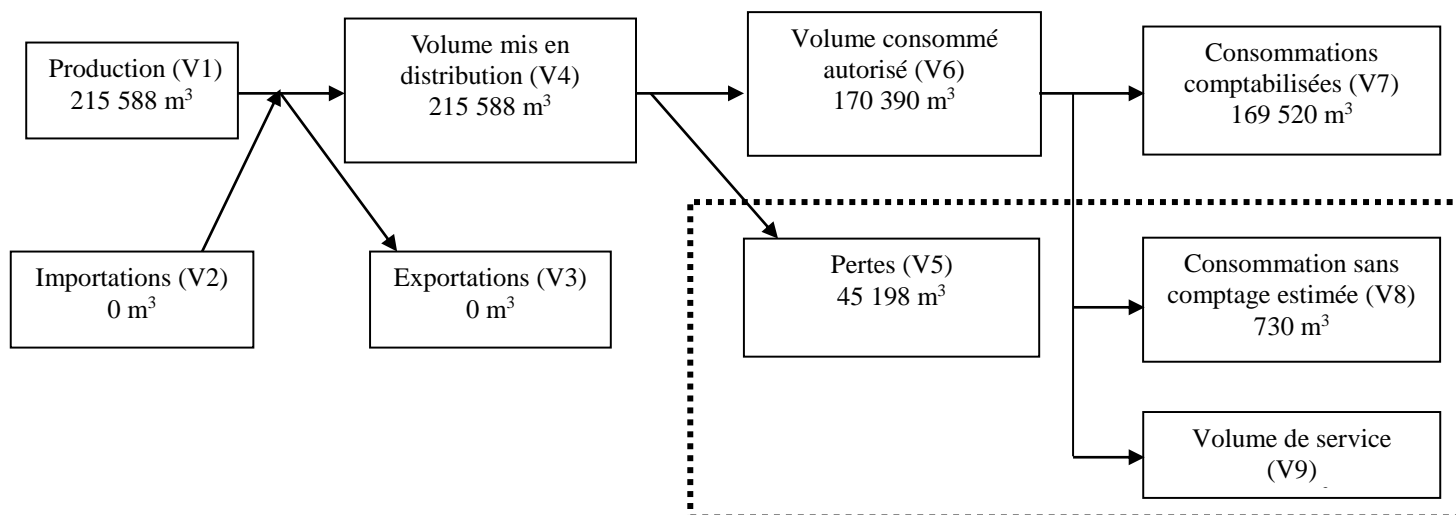 Production (V1)
215 588 m³
Volume mis en
distribution (V4)
215 588 m³
Volume consommé
autorisé (V6)
170 390 m³
Consommations
comptabilisées (V7)
169 520 m³
Importations (V2)
0 m³
Exportations (V3)
0 m³
Pertes (V5)
45 198 m³
Consommation sans
comptage estimée (V8)
730 m³
Volume de service
(V9)